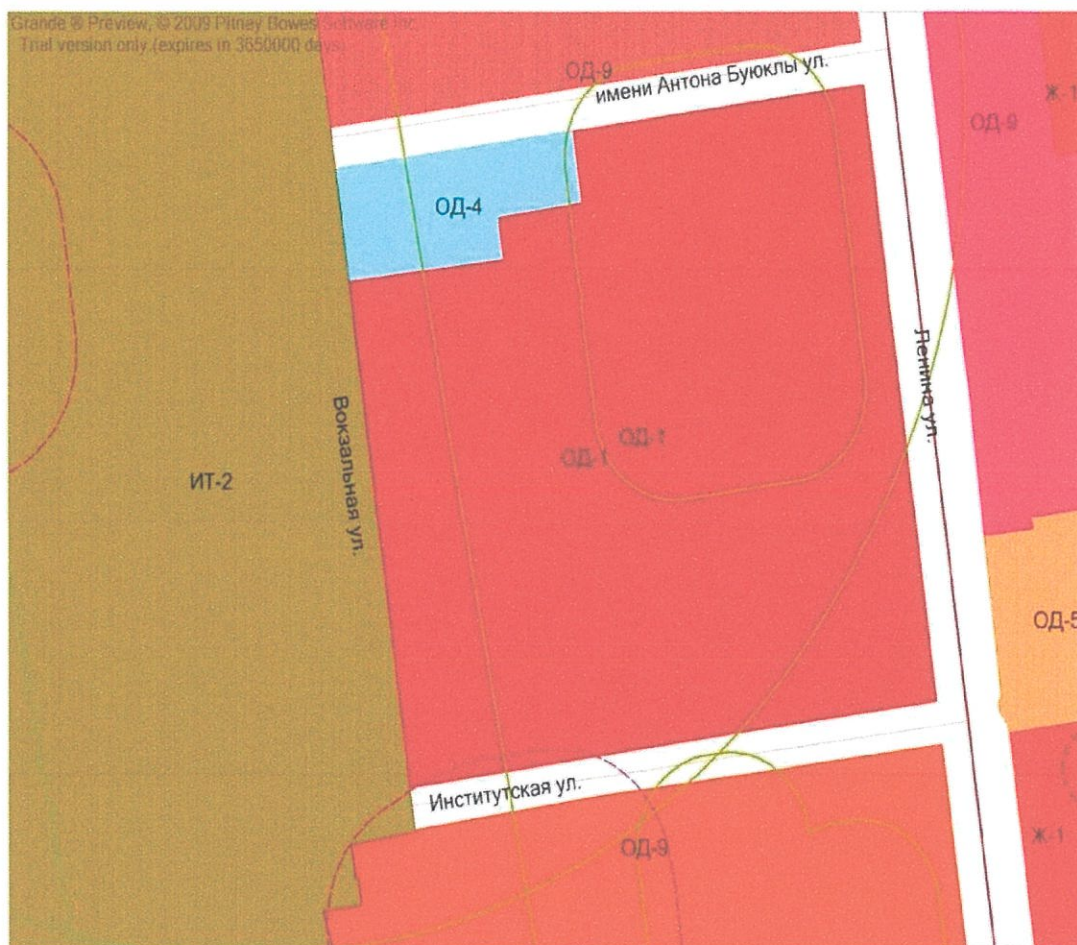 Grande ® Preview, © 2009 Pitney Bowes Software Inc.
Trial version only (expires in 3650000 days)
ОД-9
имени Антона Буюклы ул.
Ж-1
ОД-9
ОД-4
Ленина ул.
Вокзальная ул.
ОД-1
ОД-1
ИТ-2
ОД-5
Институтская ул.
ОД-9
Ж-1